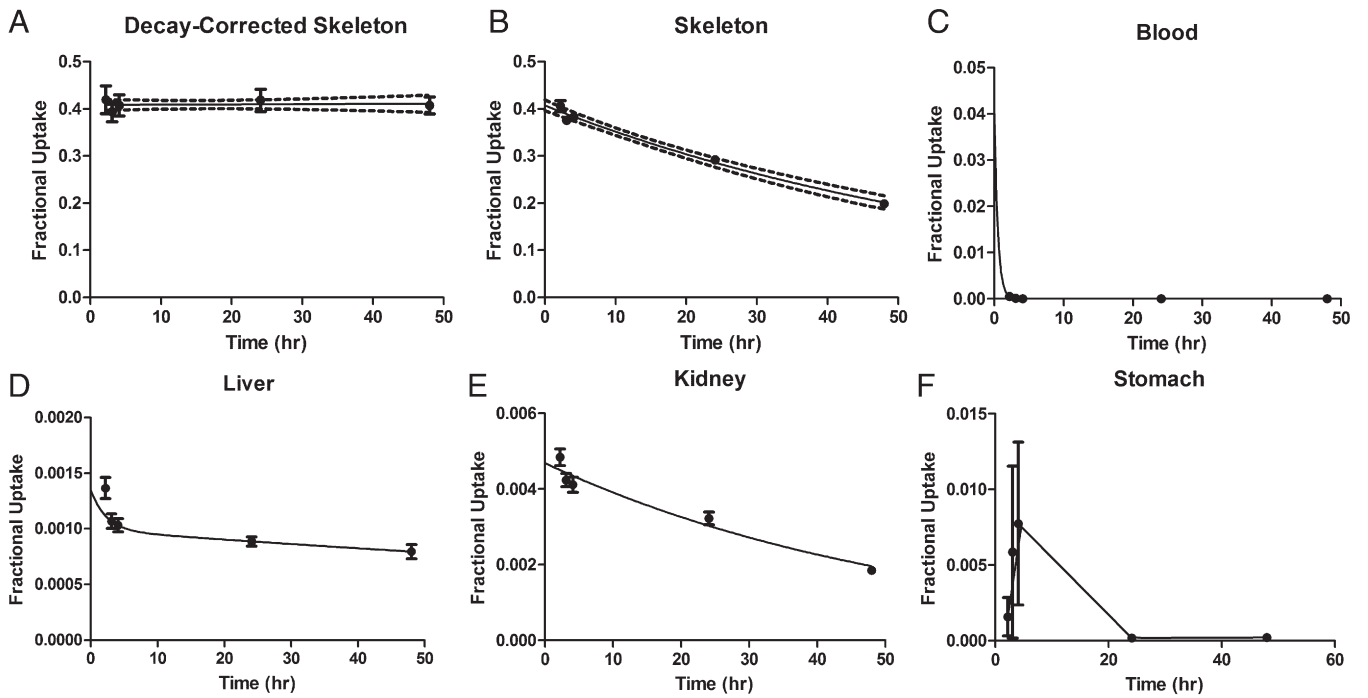 A
Decay-Corrected Skeleton
Fractional Uptake
0.5
0.4
0.3
0.2
0.1
0.0
0 10 20 30 40 50
Time (hr)
B
Skeleton
Fractional Uptake
0.5
0.4
0.3
0.2
0.1
0.0
0 10 20 30 40 50
Time (hr)
C
Blood
Fractional Uptake
0.05
0.04
0.03
0.02
0.01
0.00
0 10 20 30 40 50
Time (hr)
D
Liver
Fractional Uptake
0.0020
0.0015
0.0010
0.0005
0.0000
0 10 20 30 40 50
Time (hr)
E
Kidney
Fractional Uptake
0.006
0.004
0.002
0.000
0 10 20 30 40 50
Time (hr)
F
Stomach
Fractional Uptake
0.015
0.010
0.005
0.000
0 20 40 60
Time (hr)